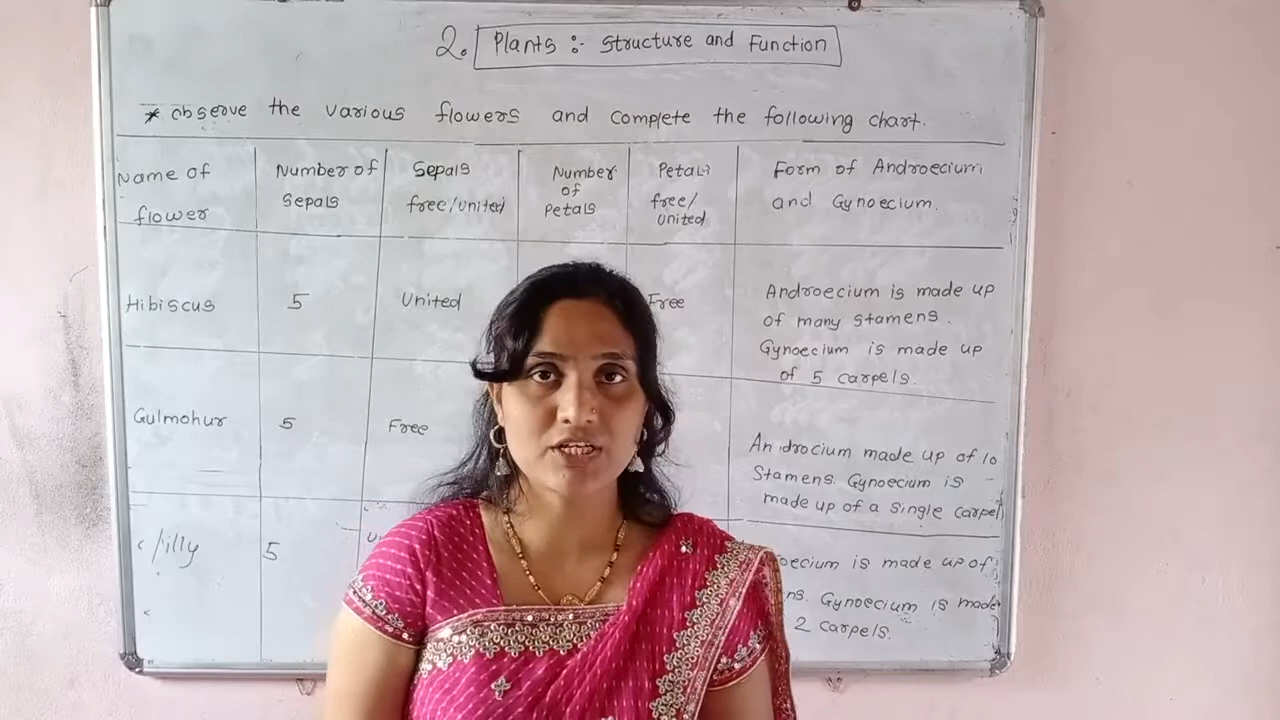 2. Plants :- Structure and Function
* Observe the various flowers and complete the following chart.
Name of flower
Number of Sepals
Sepals free/united
Number of Petals
Petals free/united
Form of Androecium and Gynoecium.
Hibiscus
5
United
Free
Androecium is made up
of many stamens.
Gynoecium is made up
of 5 carpels.
Gulmohur
5
Free
Androcium made up of 10
Stamens. Gynoecium is
made up of a single carpel
lilly
5
oecium is made up of
ns. Gynoecium is made
2 carpels.